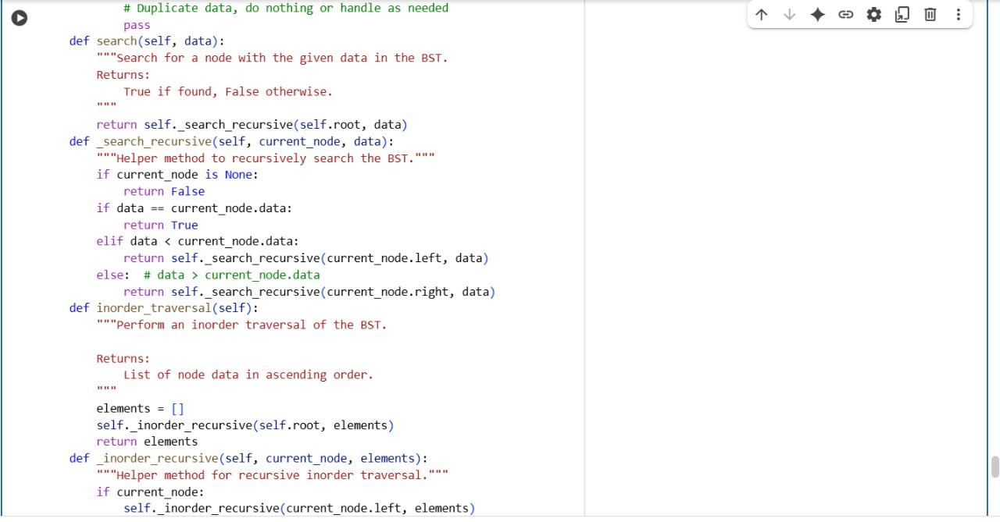 # Duplicate data, do nothing or handle as needed
pass
def search(self, data):
"""Search for a node with the given data in the BST.
Returns:
True if found, False otherwise.
"""
return self._search_recursive(self.root, data)
def _search_recursive(self, current_node, data):
"""Helper method to recursively search the BST."""
if current_node is None:
return False
if data == current_node.data:
return True
elif data < current_node.data:
return self._search_recursive(current_node.left, data)
else:  # data > current_node.data
return self._search_recursive(current_node.right, data)
def inorder_traversal(self):
"""Perform an inorder traversal of the BST.
Returns:
List of node data in ascending order.
"""
elements = []
self._inorder_recursive(self.root, elements)
return elements
def _inorder_recursive(self, current_node, elements):
"""Helper method for recursive inorder traversal."""
if current_node:
self._inorder_recursive(current_node.left, elements)